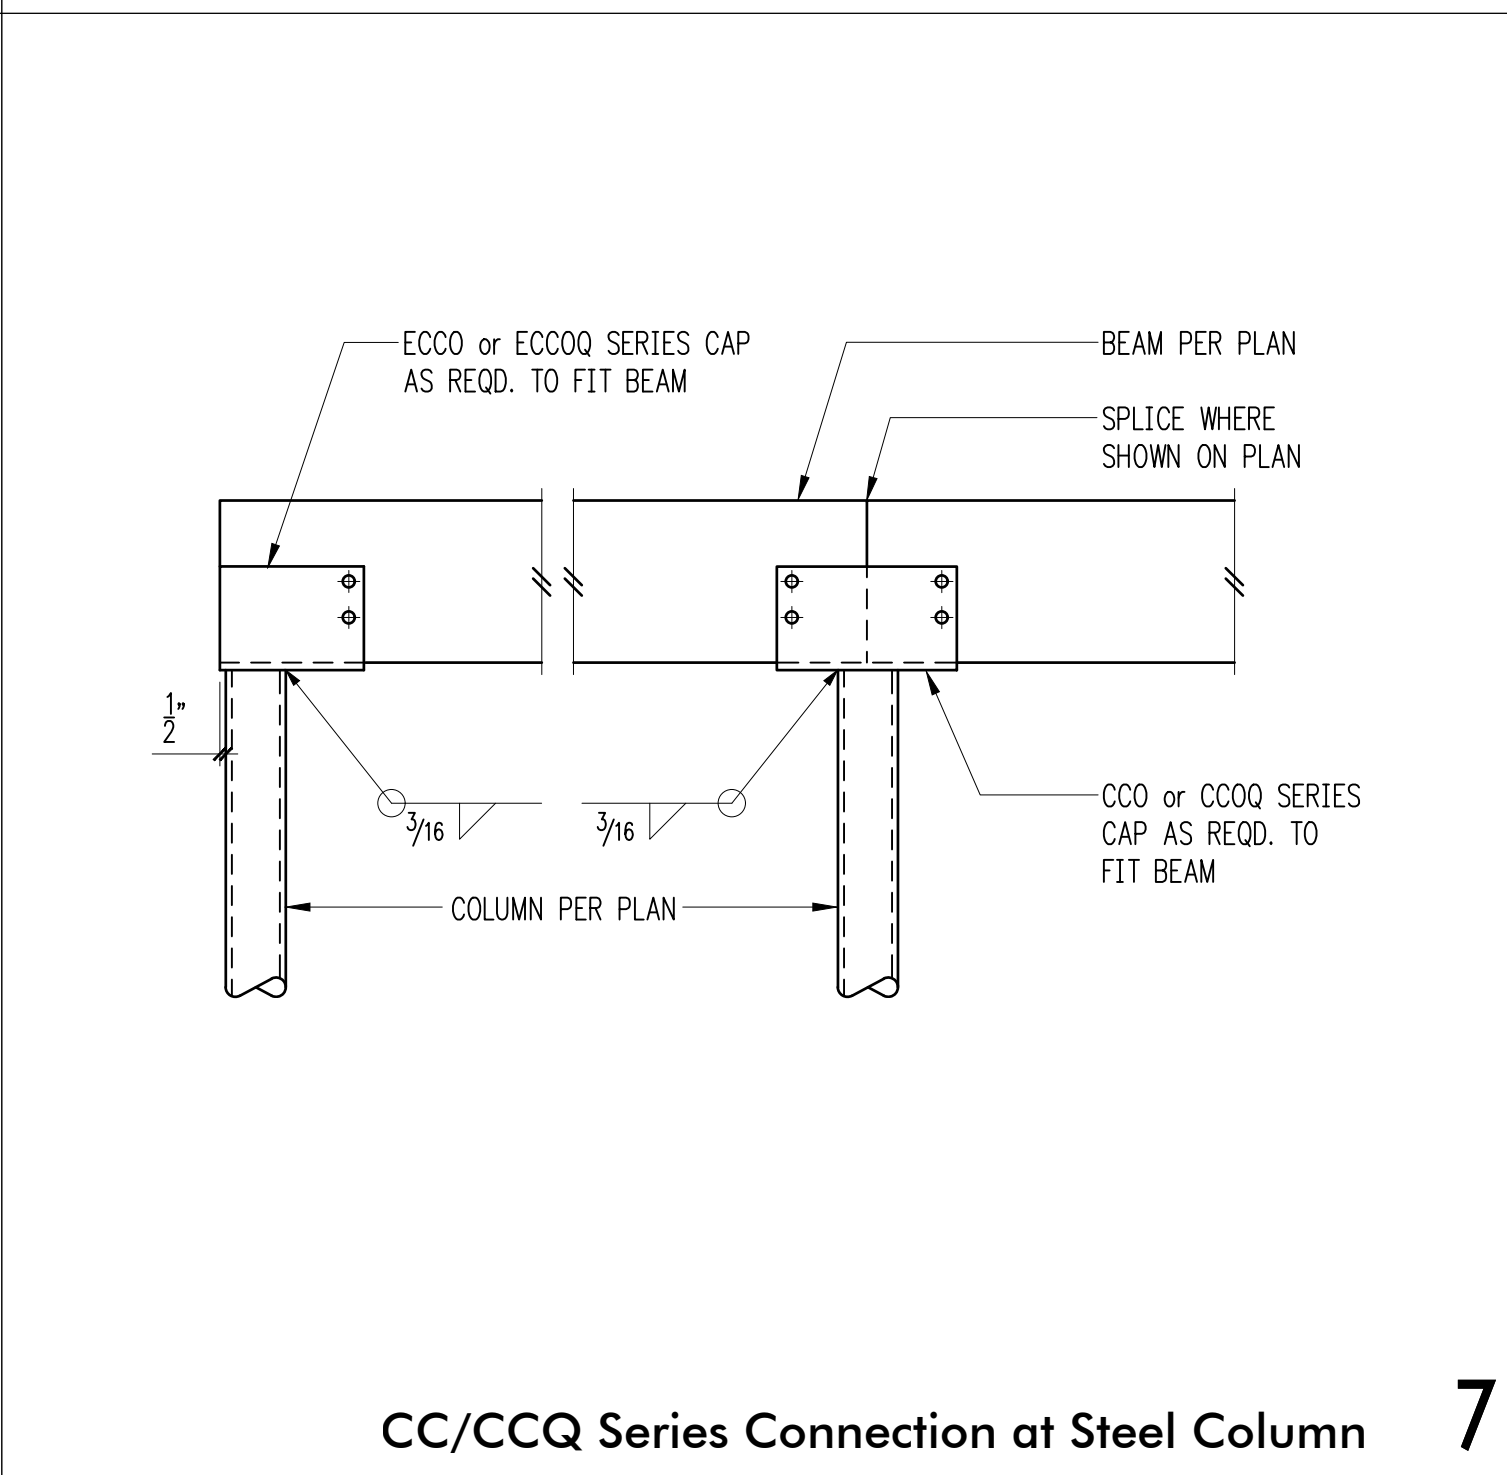 ECCO or ECCOQ SERIES CAP
AS REQD. TO FIT BEAM
BEAM PER PLAN
SPLICE WHERE
SHOWN ON PLAN
1/2"
3/16
3/16
CCO or CCOQ SERIES
CAP AS REQD. TO
FIT BEAM
COLUMN PER PLAN
CC/CCQ Series Connection at Steel Column
7